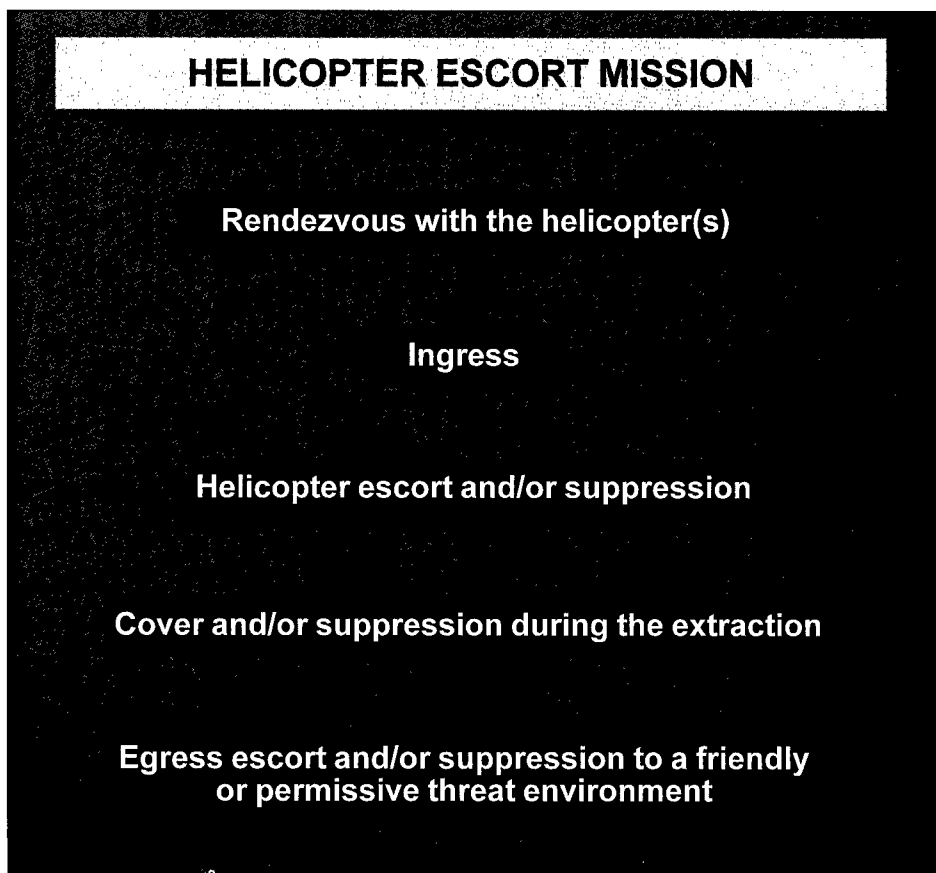 HELICOPTER ESCORT MISSION
Rendezvous with the helicopter(s)
Ingress
Helicopter escort and/or suppression
Cover and/or suppression during the extraction
Egress escort and/or suppression to a friendly
or permissive threat environment